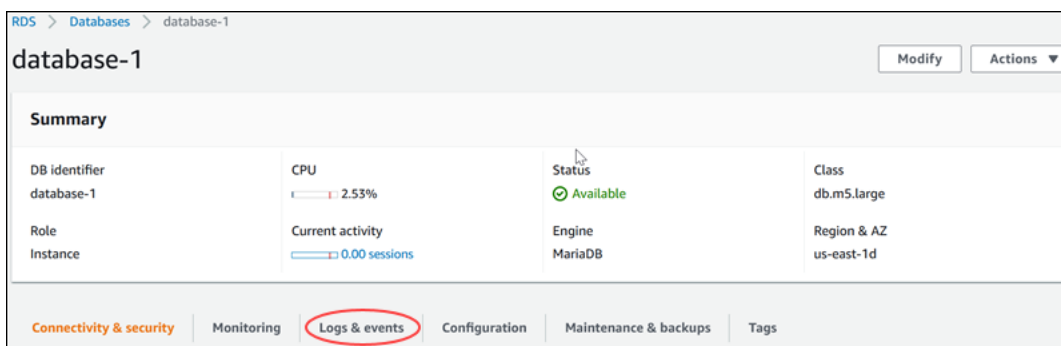 RDS > Databases > database-1
database-1
Modify
Actions ▼
Summary
DB identifier CPU Status Class
database-1 2.53% Available db.m5.large
Role Current activity Engine Region & AZ
Instance 0.00 sessions MariaDB us-east-1d
Connectivity & security Monitoring Logs & events Configuration Maintenance & backups Tags